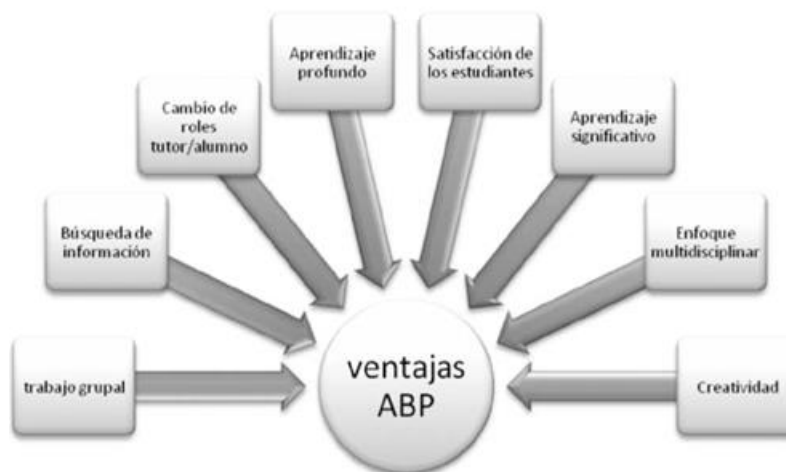 Aprendizaje
profundo
Satisfacción de
los estudiantes
Cambio de
roles
tutor/alumno
Aprendizaje
significativo
Búsqueda de
información
Enfoque
multidisciplinar
trabajo grupal
ventajas
ABP
Creatividad